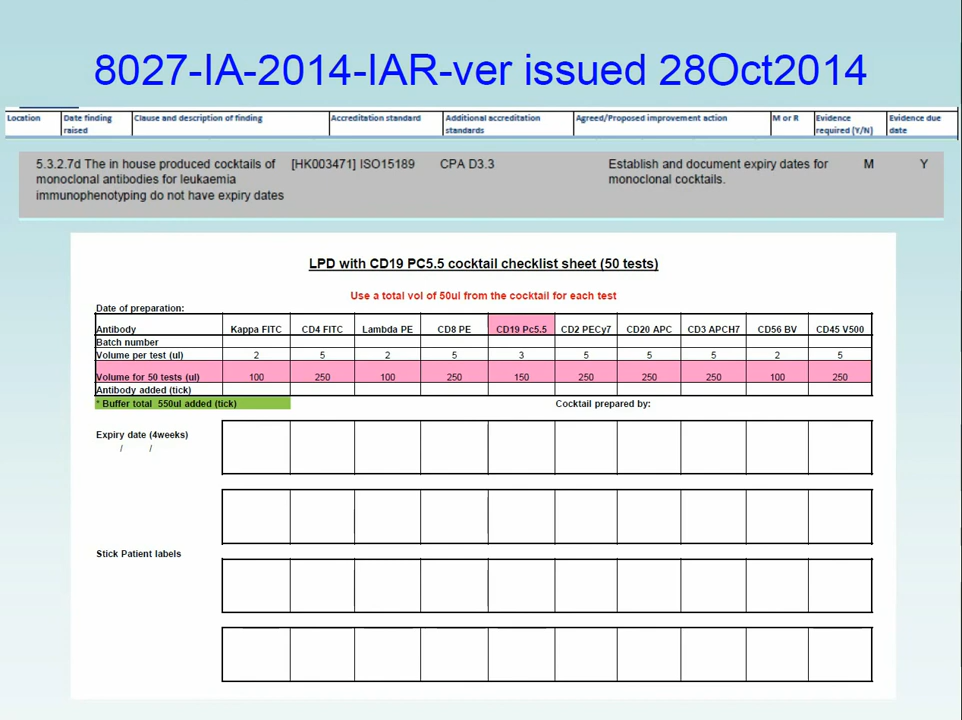 8027-IA-2014-IAR-ver issued 28Oct2014
Location Date finding raised Clause and description of finding Accreditation standard Additional accreditation standards Agreed/Proposed improvement action M or R Evidence required (Y/N) Evidence due date
5.3.2.7d The in house produced cocktails of [HK003471] ISO15189 CPA D3.3 Establish and document expiry dates for M Y
monoclonal antibodies for leukaemia monoclonal cocktails.
immunophenotyping do not have expiry dates
LPD with CD19 PC5.5 cocktail checklist sheet (50 tests)
Use a total vol of 50ul from the cocktail for each test
Date of preparation:
Antibody Kappa FITC CD4 FITC Lambda PE CD8 PE CD19 Pc5.5 CD2 PECy7 CD20 APC CD3 APCH7 CD56 BV CD45 V500
Batch number
Volume per test (ul) 2 5 2 5 3 5 5 5 2 5
Volume for 50 tests (ul) 100 250 100 250 150 250 250 250 100 250
Antibody added (tick)
* Buffer total 550ul added (tick) Cocktail prepared by:
Expiry date (4weeks)
/ /
Stick Patient labels